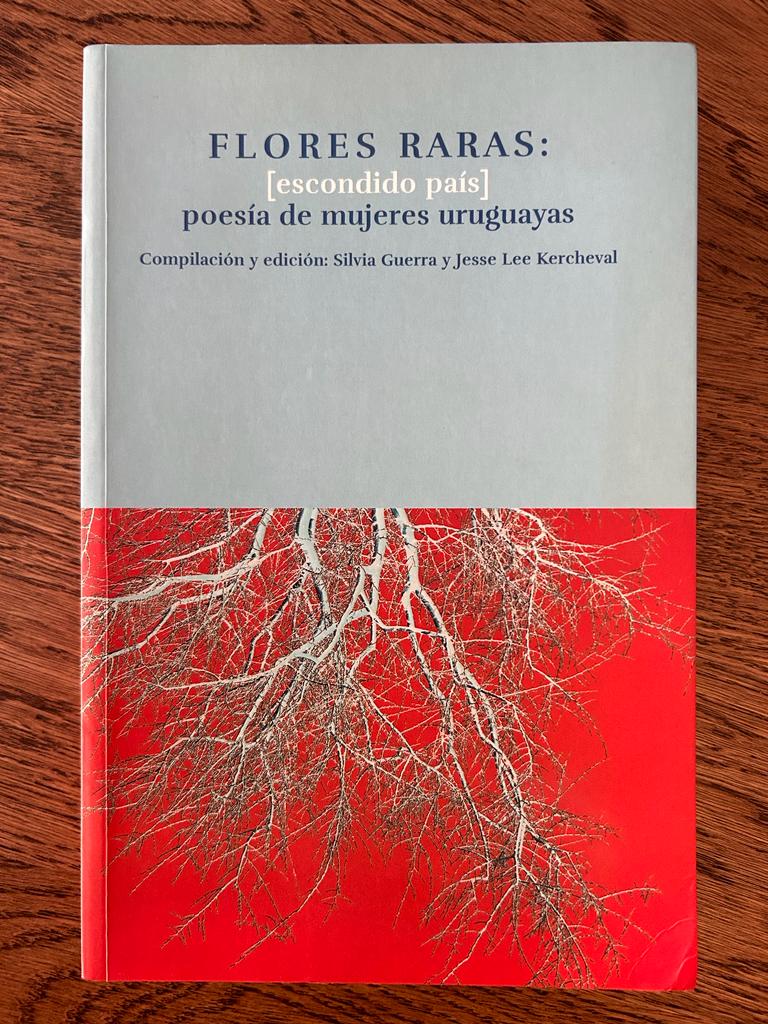 FLORES RARAS:
[escondido país]
poesía de mujeres uruguayas
Compilación y edición: Silvia Guerra y Jesse Lee Kercheval